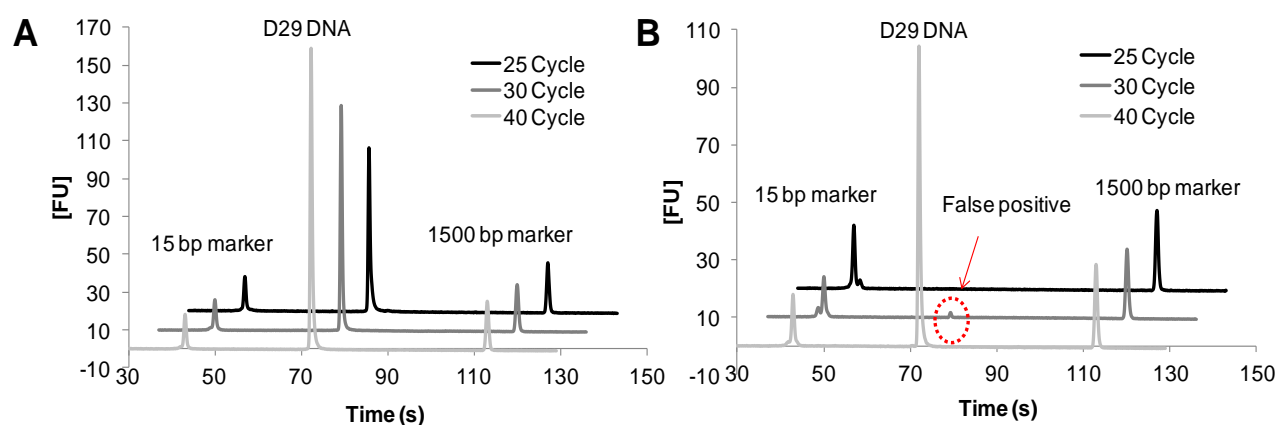 A
D29 DNA
25 Cycle
30 Cycle
40 Cycle
15 bp marker
1500 bp marker
[FU]
170
150
130
110
90
70
50
30
10
-10
30 50 70 90 110 130 150
Time (s)
B
D29 DNA
25 Cycle
30 Cycle
40 Cycle
15 bp marker
False positive
1500 bp marker
[FU]
110
90
70
50
30
10
-10
30 50 70 90 110 130 150
Time (s)